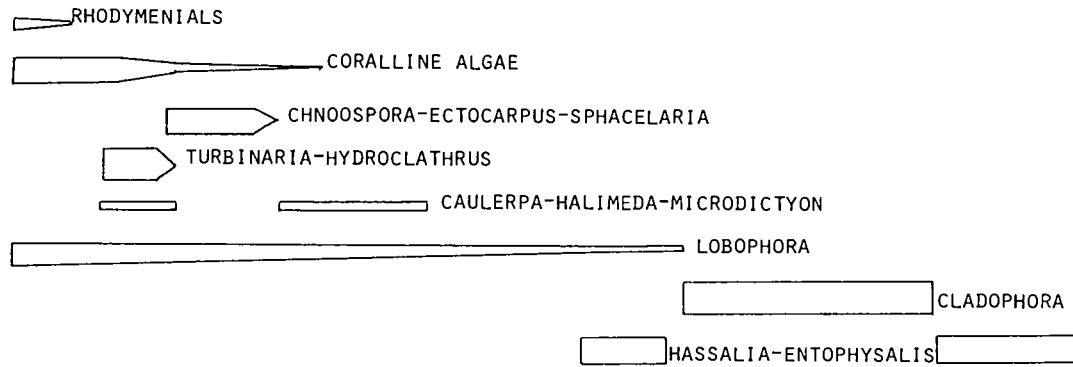 RHODYMENIALS
CORALLINE ALGAE
CHNOOSPORA-ECTOCARPUS-SPHACELARIA
TURBINARIA-HYDROCLATHRUS
CAULERPA-HALIMEDA-MICRODICTYON
LOBOPHORA
CLADOPHORA
HASSALIA-ENTOPHYSALIS